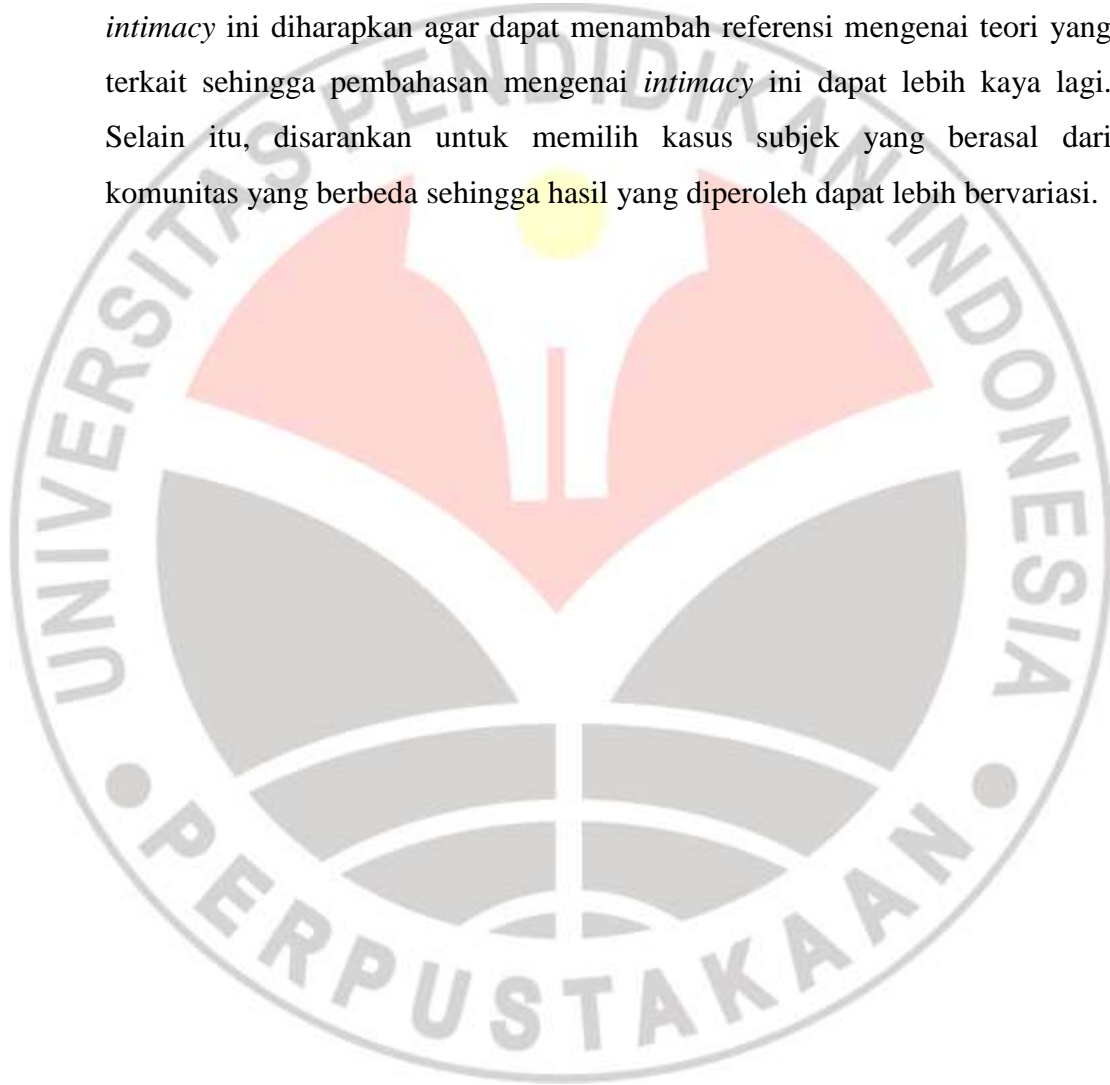 intimacy ini diharapkan agar dapat menambah referensi mengenai teori yang
terkait sehingga pembahasan mengenai intimacy ini dapat lebih kaya lagi.
Selain itu, disarankan untuk memilih kasus subjek yang berasal dari
komunitas yang berbeda sehingga hasil yang diperoleh dapat lebih bervariasi.
UNIVERSITAS PENDIDIKAN INDONESIA
PERPUSTAKAAN